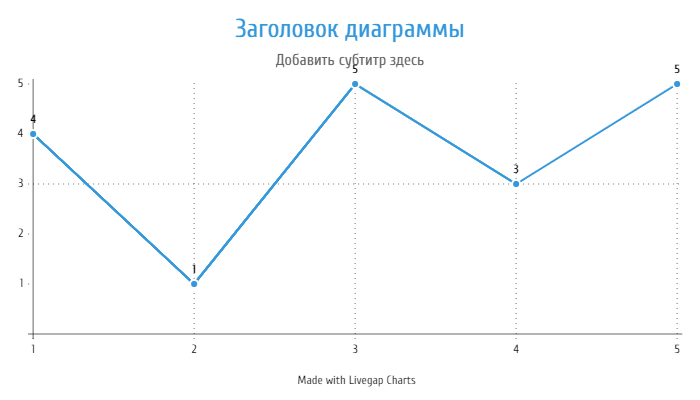 Заголовок диаграммы
Добавить субтитр здесь
5
5
5
4
4
3
3
2
1
1
1 2 3 4 5
Made with Livegap Charts